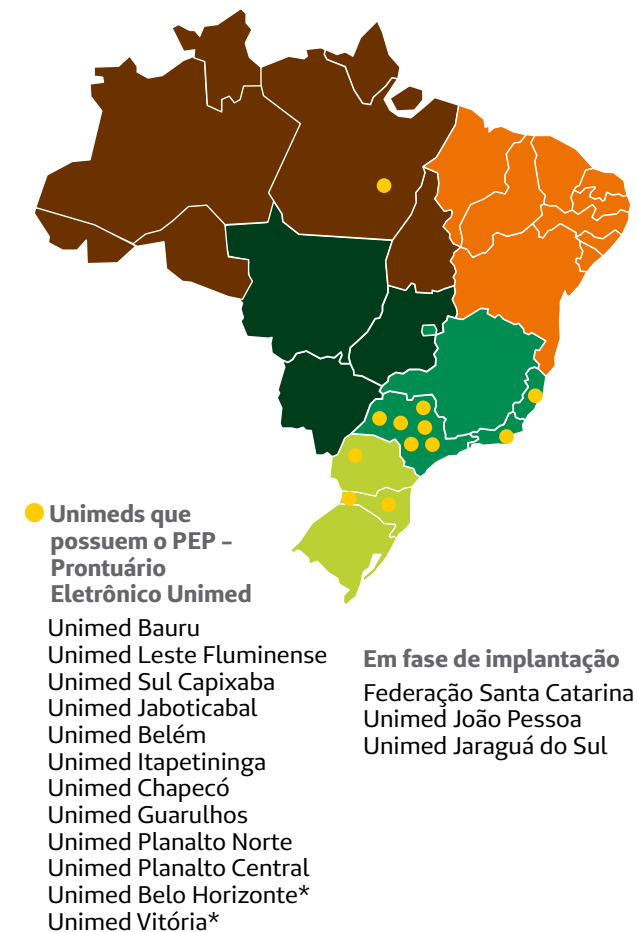 Unimeds que
possuem o PEP –
Prontuário
Eletrônico Unimed
Unimed Bauru
Unimed Leste Fluminense
Unimed Sul Capixaba
Unimed Jaboticabal
Unimed Belém
Unimed Itapetininga
Unimed Chapecó
Unimed Guarulhos
Unimed Planalto Norte
Unimed Planalto Central
Unimed Belo Horizonte*
Unimed Vitória*
Em fase de implantação
Federação Santa Catarina
Unimed João Pessoa
Unimed Jaraguá do Sul